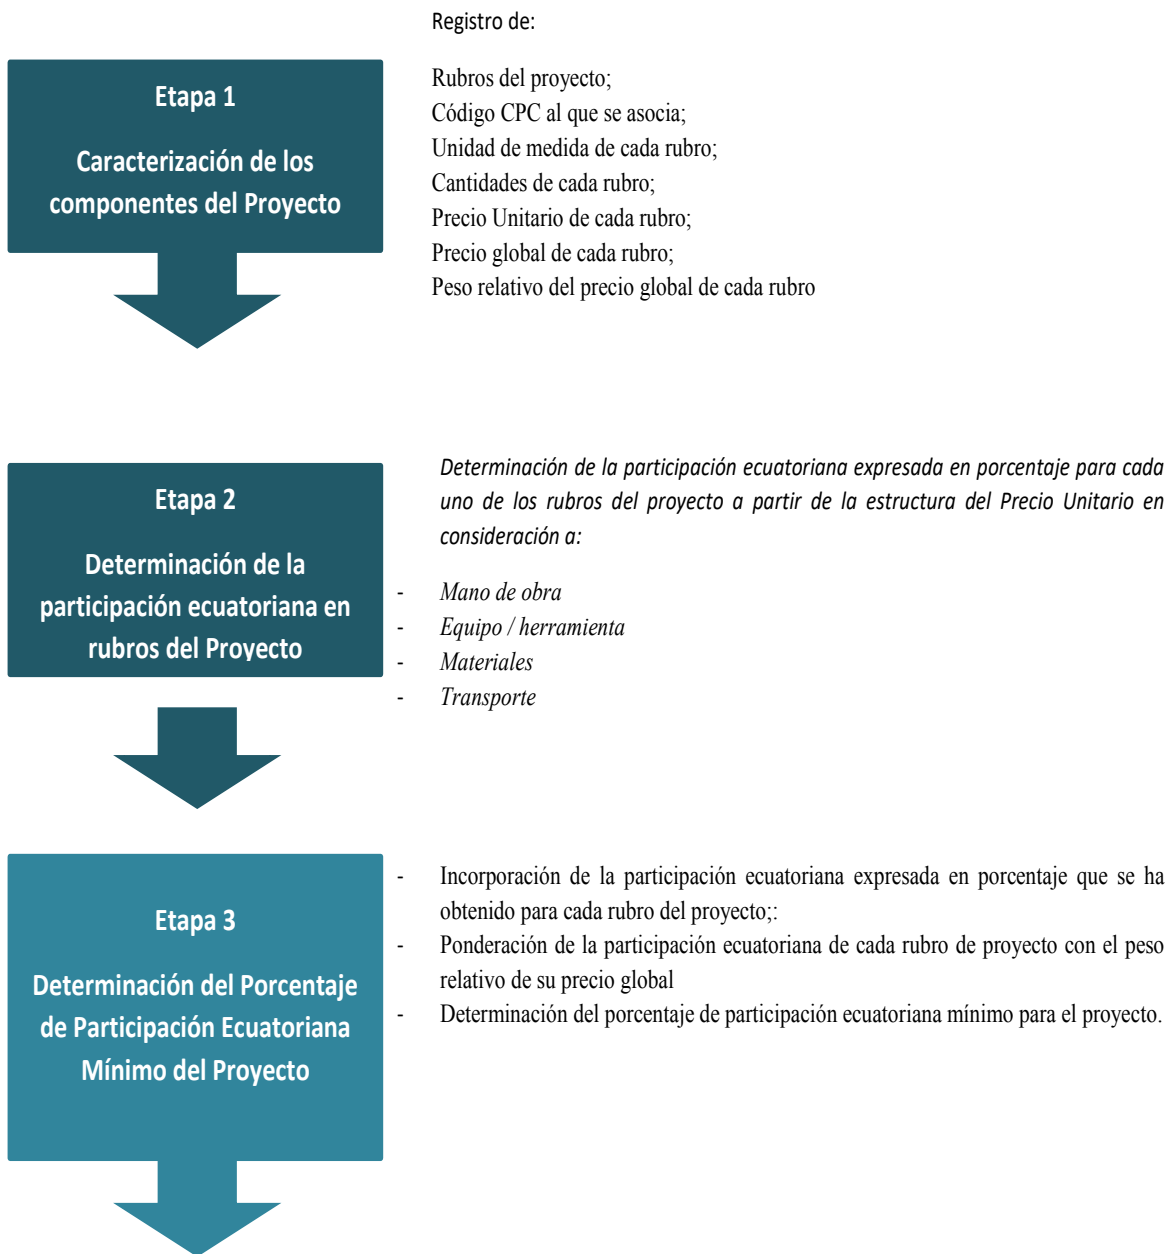 Registro de:
Etapa 1
Caracterización de los
componentes del Proyecto
Rubros del proyecto;
Código CPC al que se asocia;
Unidad de medida de cada rubro;
Cantidades de cada rubro;
Precio Unitario de cada rubro;
Precio global de cada rubro;
Peso relativo del precio global de cada rubro
Etapa 2
Determinación de la
participación ecuatoriana en
rubros del Proyecto
Determinación de la participación ecuatoriana expresada en porcentaje para cada
uno de los rubros del proyecto a partir de la estructura del Precio Unitario en
consideración a:
- Mano de obra
- Equipo / herramienta
- Materiales
- Transporte
Etapa 3
Determinación del Porcentaje
de Participación Ecuatoriana
Mínimo del Proyecto
- Incorporación de la participación ecuatoriana expresada en porcentaje que se ha
obtenido para cada rubro del proyecto;:
- Ponderación de la participación ecuatoriana de cada rubro de proyecto con el peso
relativo de su precio global
- Determinación del porcentaje de participación ecuatoriana mínimo para el proyecto.